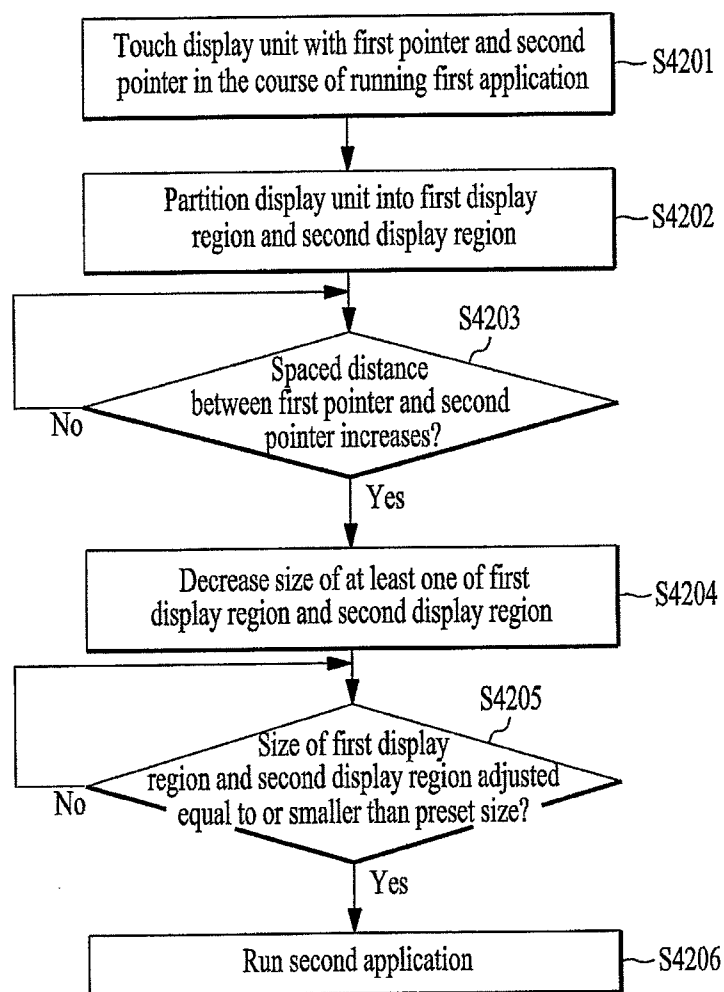 Touch display unit with first pointer and second
pointer in the course of running first application
S4201
Partition display unit into first display
region and second display region
S4202
S4203
Spaced distance
between first pointer and second
pointer increases?
No
Yes
Decrease size of at least one of first
display region and second display region
S4204
S4205
Size of first display
region and second display region adjusted
equal to or smaller than preset size?
No
Yes
Run second application
S4206